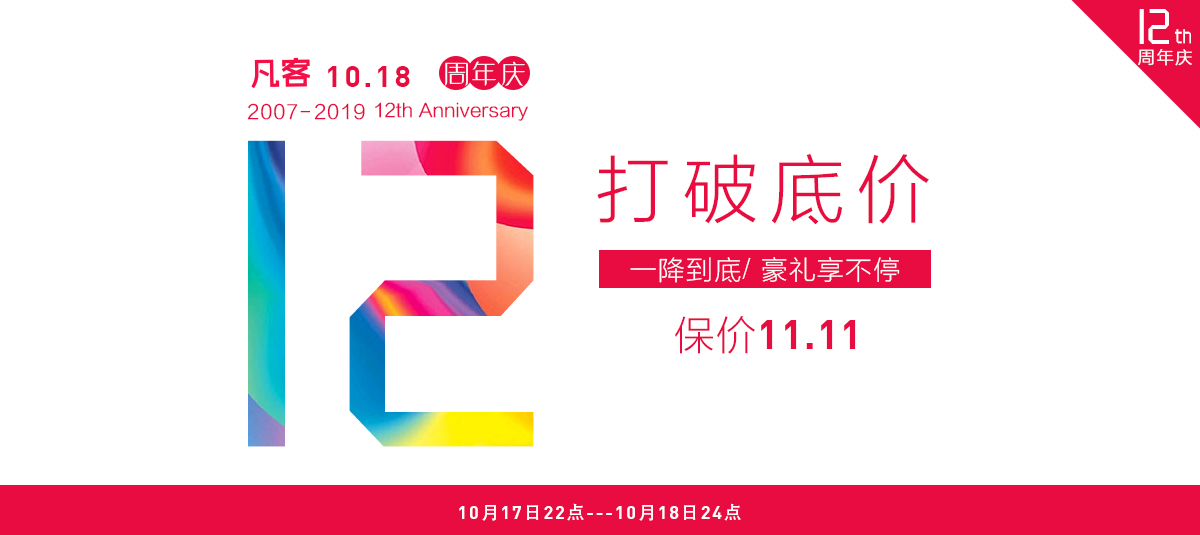 12th
周年庆
凡客 10.18 周年庆
2007-2019 12th Anniversary
12
打破底价
一降到底/ 豪礼享不停
保价11.11
10月17日22点---10月18日24点